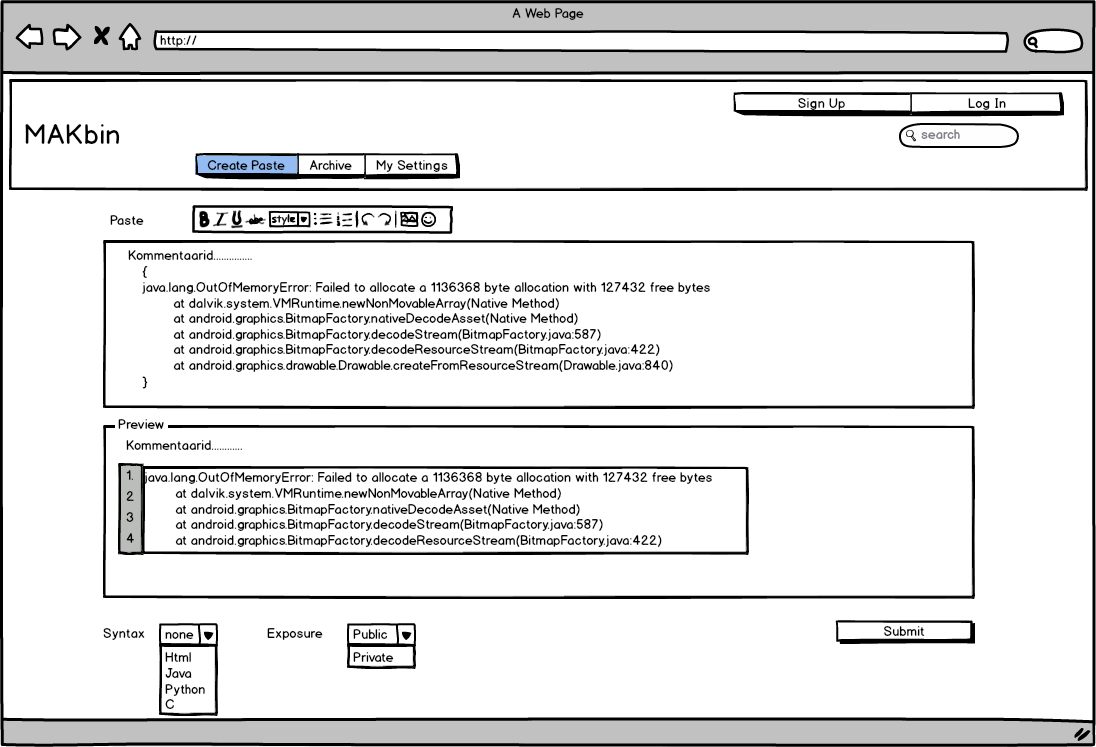 A Web Page
http://
Sign Up
Log In
MAKbin
search
Create Paste
Archive
My Settings
Paste
B I U abc style
Kommentaarid...............
{
java.lang.OutOfMemoryError: Failed to allocate a 1136368 byte allocation with 127432 free bytes
at dalvik.system.VMRuntime.newNonMovableArray(Native Method)
at android.graphics.BitmapFactory.nativeDecodeAsset(Native Method)
at android.graphics.BitmapFactory.decodeStream(BitmapFactory.java:587)
at android.graphics.BitmapFactory.decodeResourceStream(BitmapFactory.java:422)
at android.graphics.drawable.Drawable.createFromResourceStream(Drawable.java:840)
}
Preview
Kommentaarid............
1. java.lang.OutOfMemoryError: Failed to allocate a 1136368 byte allocation with 127432 free bytes
2 at dalvik.system.VMRuntime.newNonMovableArray(Native Method)
at android.graphics.BitmapFactory.nativeDecodeAsset(Native Method)
3 at android.graphics.BitmapFactory.decodeStream(BitmapFactory.java:587)
4 at android.graphics.BitmapFactory.decodeResourceStream(BitmapFactory.java:422)
Syntax
none
Html
Java
Python
C
Exposure
Public
Private
Submit